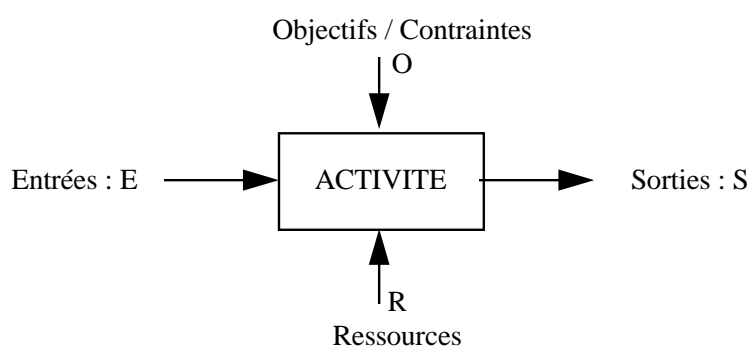 Objectifs / Contraintes
O
Entrées : E
ACTIVITE
Sorties : S
R
Ressources